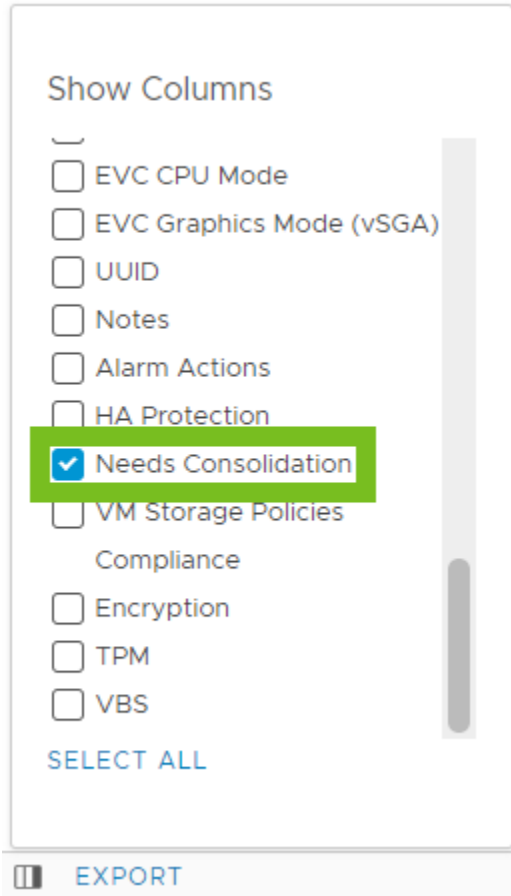 Show Columns
EVC CPU Mode
EVC Graphics Mode (vSGA)
UUID
Notes
Alarm Actions
HA Protection
Needs Consolidation
VM Storage Policies
Compliance
Encryption
TPM
VBS
SELECT ALL
EXPORT